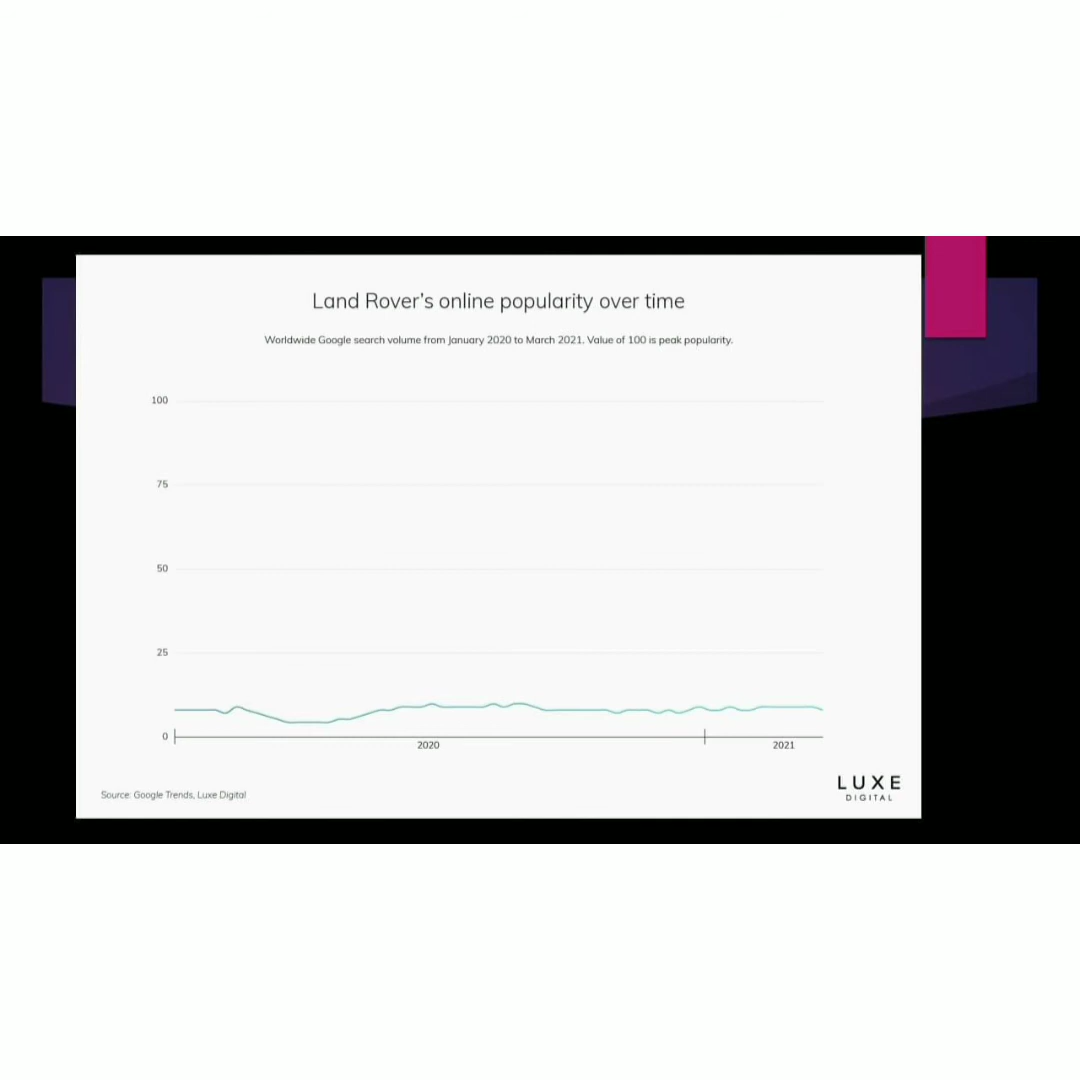 Land Rover's online popularity over time
Worldwide Google search volume from January 2020 to March 2021. Value of 100 is peak popularity.
100
75
50
25
0
2020
2021
Source: Google Trends, Luxe Digital
LUXE
DIGITAL